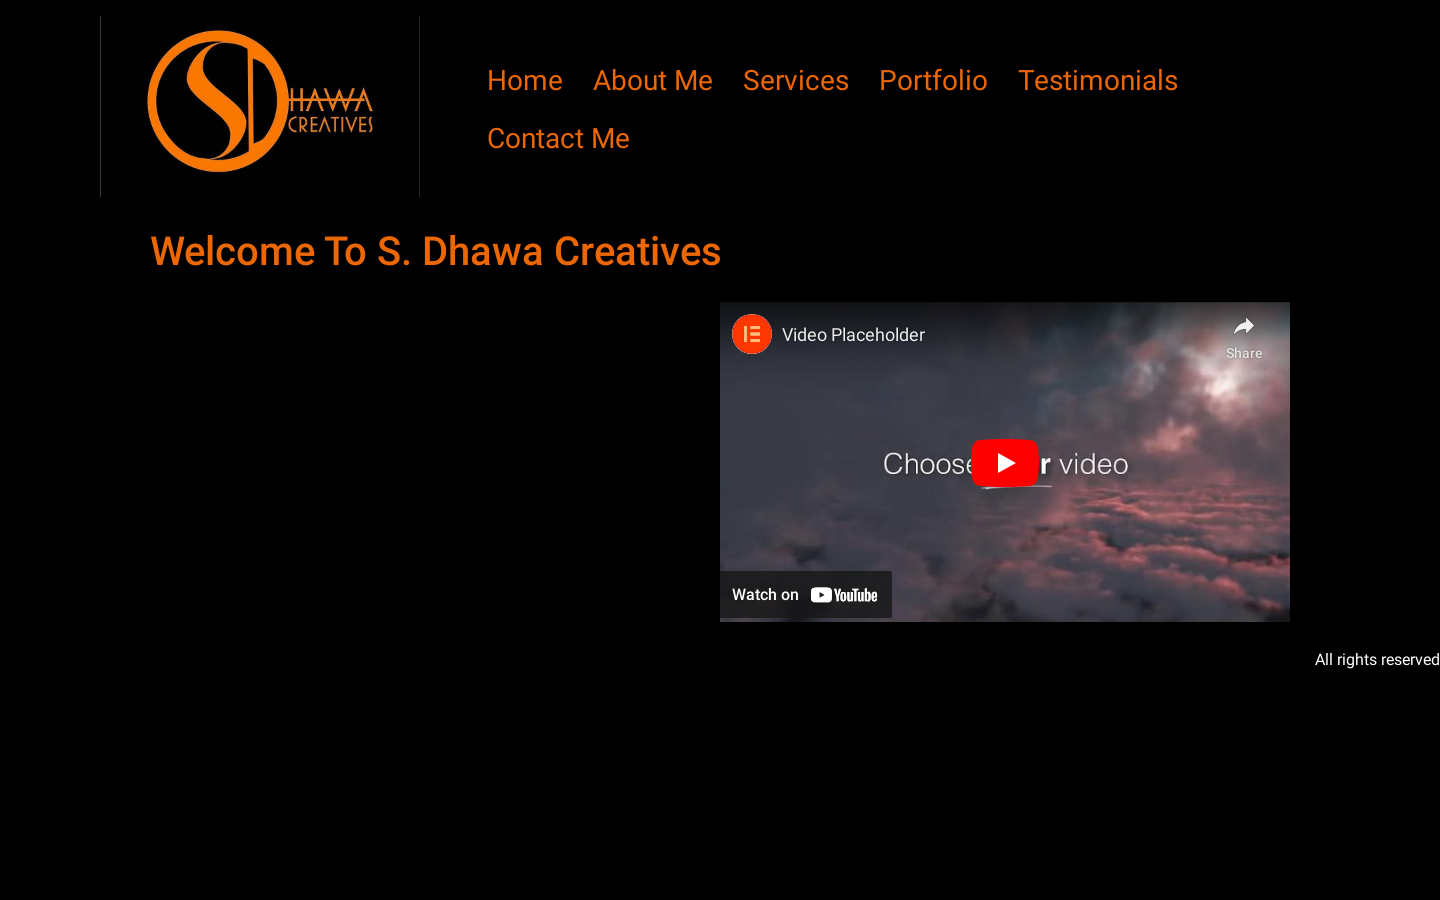 SD
HAWA
CREATIVES
Home About Me Services Portfolio Testimonials
Contact Me
Welcome To S. Dhawa Creatives
Video Placeholder
Share
Choose video
Watch on YouTube
All rights reserved